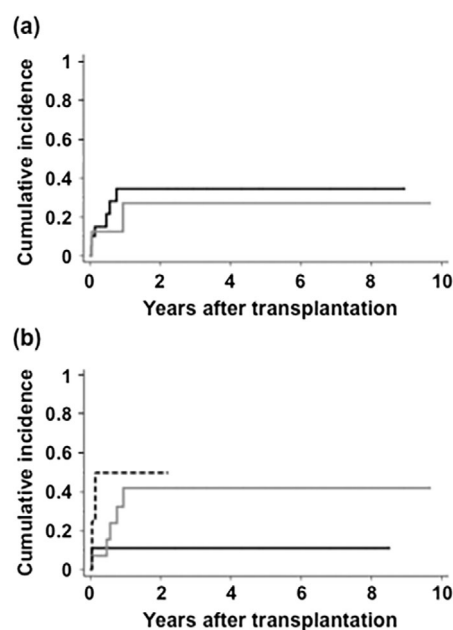 (a)
Cumulative incidence
1
0.8
0.6
0.4
0.2
0
0 2 4 6 8 10
Years after transplantation
(b)
Cumulative incidence
1
0.8
0.6
0.4
0.2
0
0 2 4 6 8 10
Years after transplantation